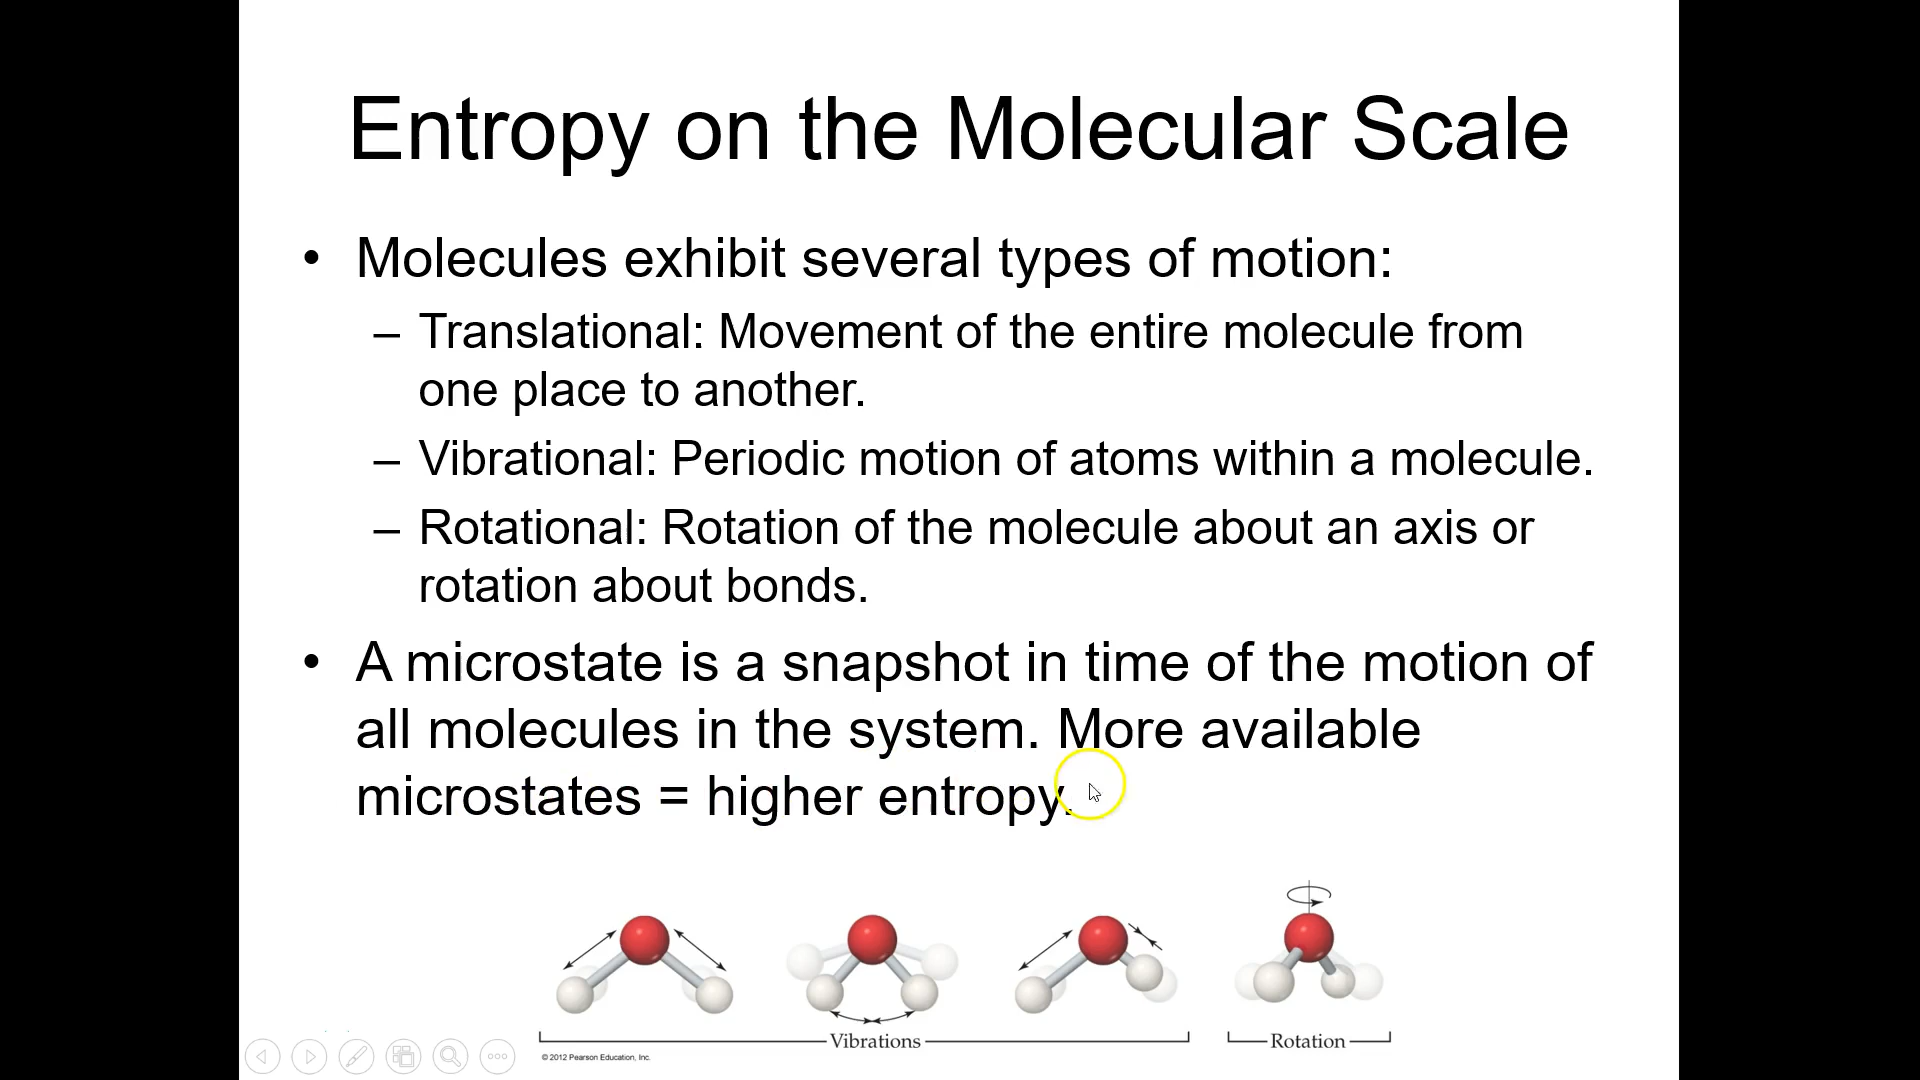 Entropy on the Molecular Scale
• Molecules exhibit several types of motion:
– Translational: Movement of the entire molecule from
one place to another.
– Vibrational: Periodic motion of atoms within a molecule.
– Rotational: Rotation of the molecule about an axis or
rotation about bonds.
• A microstate is a snapshot in time of the motion of
all molecules in the system. More available
microstates = higher entropy.
Vibrations
Rotation
© 2012 Pearson Education, Inc.